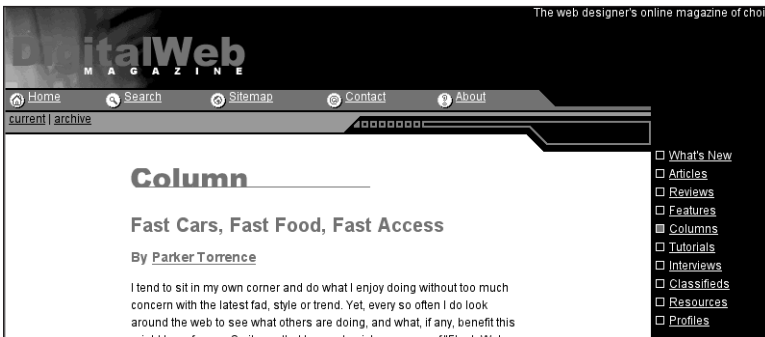 The web designer's online magazine of choi
DigitalWeb
MAGAZINE
Home Search Sitemap Contact About
current | archive
What's New
Articles
Reviews
Features
Columns
Tutorials
Interviews
Classifieds
Resources
Profiles
Column
Fast Cars, Fast Food, Fast Access
By Parker Torrence
I tend to sit in my own corner and do what I enjoy doing without too much
concern with the latest fad, style or trend. Yet, every so often I do look
around the web to see what others are doing, and what, if any, benefit this